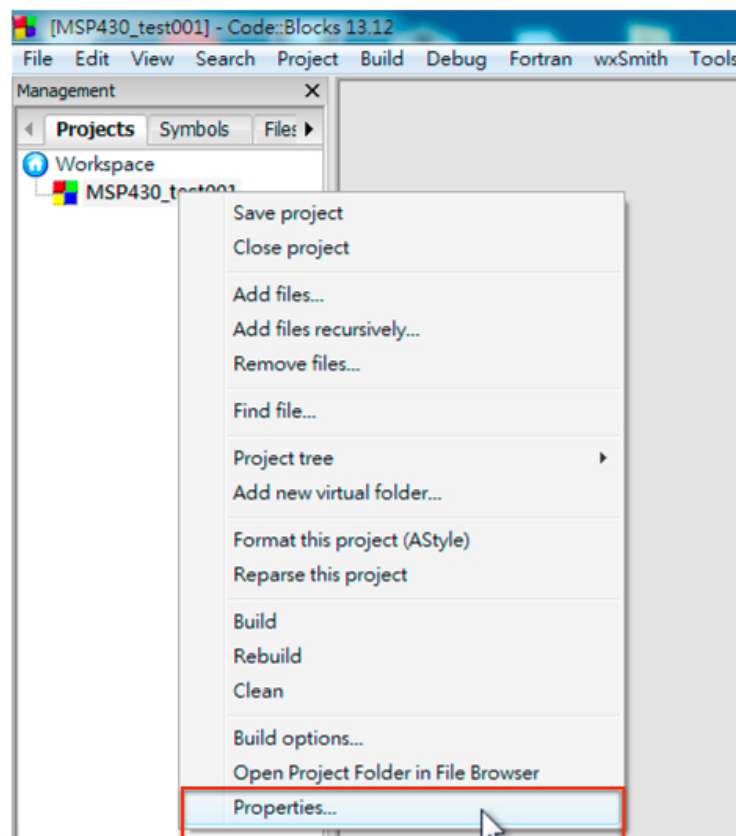 [MSP430_test001] - Code::Blocks 13.12
File Edit View Search Project Build Debug Fortran wxSmith Tools
Management
Projects Symbols Files
Workspace
MSP430_test001
Save project
Close project
Add files...
Add files recursively...
Remove files...
Find file...
Project tree
Add new virtual folder...
Format this project (AStyle)
Reparse this project
Build
Rebuild
Clean
Build options...
Open Project Folder in File Browser
Properties...